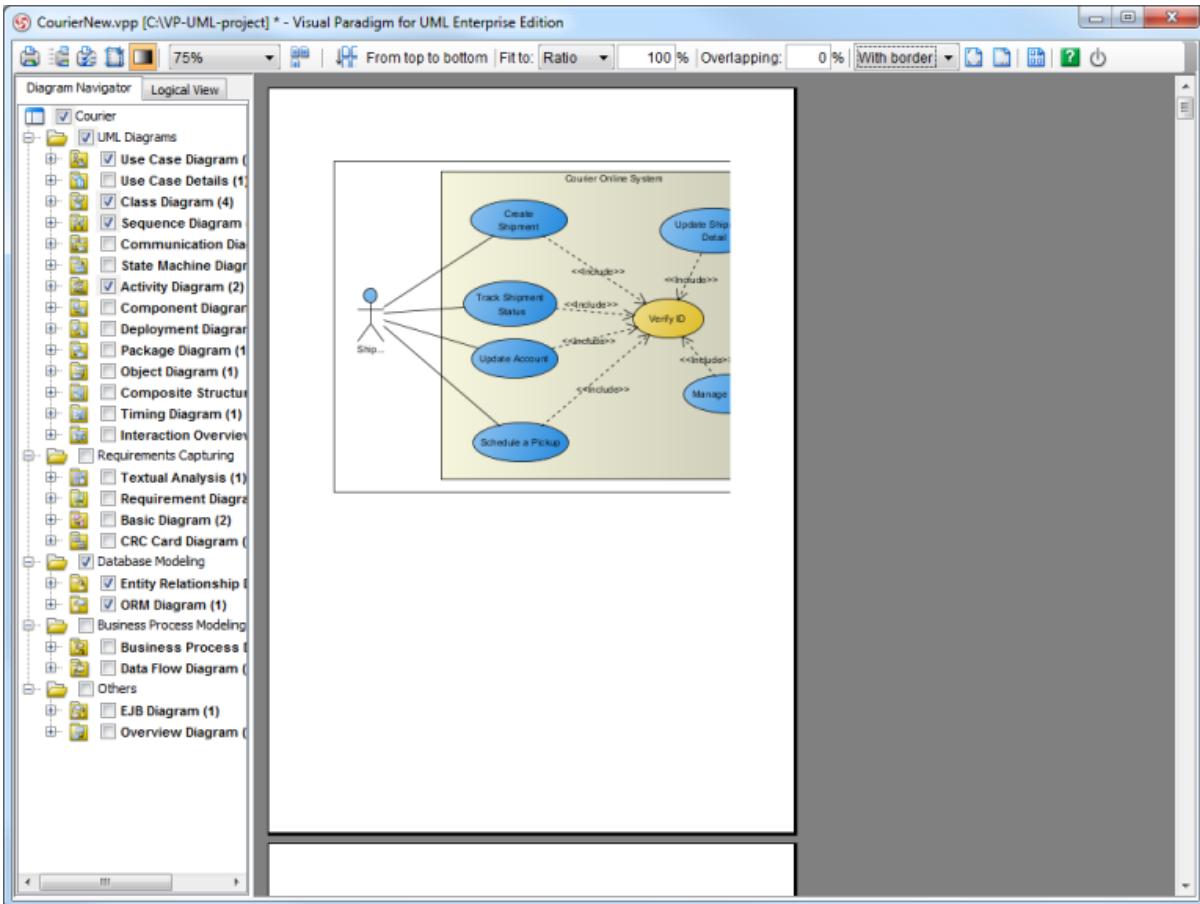 CourierNew.vpp [C:\VP-UML-project] * - Visual Paradigm for UML Enterprise Edition
75% From top to bottom Fit to: Ratio 100 % Overlapping: 0 % With border
Diagram Navigator Logical View
Courier
UML Diagrams
Use Case Diagram (
Use Case Details (1)
Class Diagram (4)
Sequence Diagram
Communication Dia
State Machine Diagr
Activity Diagram (2)
Component Diagran
Deployment Diagrar
Package Diagram (1
Object Diagram (1)
Composite Structur
Timing Diagram (1)
Interaction Overview
Requirements Capturing
Textual Analysis (1)
Requirement Diagra
Basic Diagram (2)
CRC Card Diagram (
Database Modeling
Entity Relationship D
ORM Diagram (1)
Business Process Modeling
Business Process D
Data Flow Diagram (
Others
EJB Diagram (1)
Overview Diagram (
Courier Online System
Create
Shipment
Update Ship
Detail
<<Include>>
<<Include>>
Track Shipment
Status
<<Include>>
Verify ID
Ship...
Update Account
<<Include>>
<<Include>
<<Include>>
Manage
Schedule a Pickup